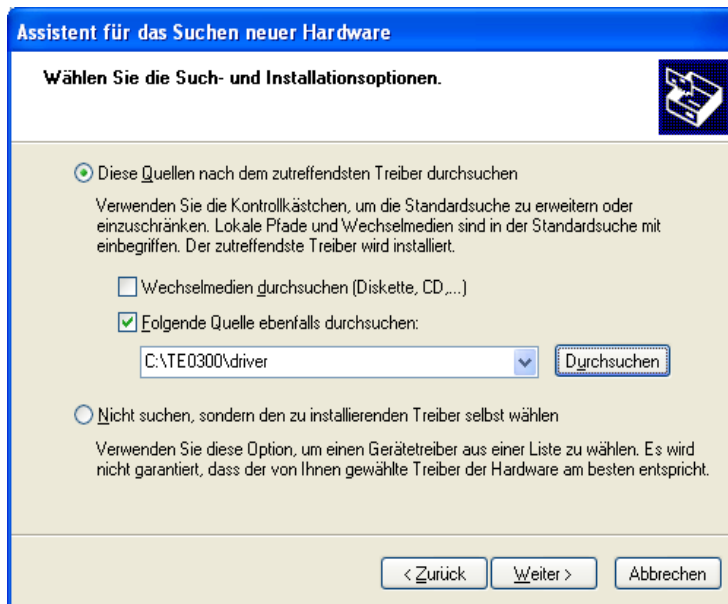 Assistent für das Suchen neuer Hardware
Wählen Sie die Such- und Installationsoptionen.
Diese Quellen nach dem zutreffendsten Treiber durchsuchen
Verwenden Sie die Kontrollkästchen, um die Standardsuche zu erweitern oder
einzuschränken. Lokale Pfade und Wechselmedien sind in der Standardsuche mit
einbegriffen. Der zutreffendste Treiber wird installiert.
Wechselmedien durchsuchen (Diskette, CD,...)
Folgende Quelle ebenfalls durchsuchen:
C:\TE0300\driver
Durchsuchen
Nicht suchen, sondern den zu installierenden Treiber selbst wählen
Verwenden Sie diese Option, um einen Gerätetreiber aus einer Liste zu wählen. Es wird
nicht garantiert, dass der von Ihnen gewählte Treiber der Hardware am besten entspricht.
< Zurück
Weiter >
Abbrechen